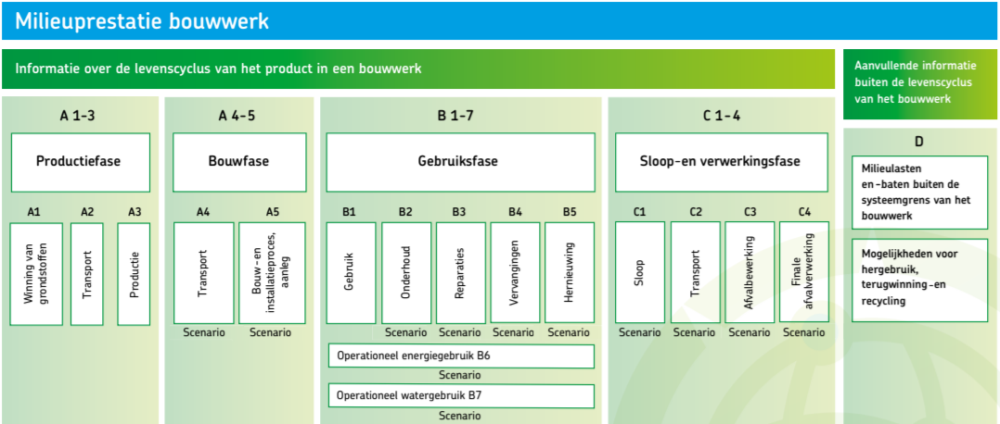 Milieuprestatie bouwwerk
Informatie over de levenscyclus van het product in een bouwwerk
Aanvullende informatie
buiten de levenscyclus
van het bouwwerk
A 1-3
Productiefase
A1
Winning van
grondstoffen
A2
Transport
A3
Productie
A 4-5
Bouwfase
A4
Transport
Scenario
A5
Bouw-en
installatieproces,
aanleg
Scenario
B 1-7
Gebruiksfase
B1
Gebruik
B2
Onderhoud
Scenario
B3
Reparaties
Scenario
B4
Vervangingen
Scenario
B5
Hernieuwing
Scenario
Operationeel energiegebruik B6
Scenario
Operationeel watergebruik B7
Scenario
C 1-4
Sloop-en verwerkingsfase
C1
Sloop
Scenario
C2
Transport
Scenario
C3
Afvalbewerking
Scenario
C4
Finale
afvalverwerking
Scenario
D
Milieulasten
en-baten buiten de
systeemgrens van het
bouwwerk
Mogelijkheden voor
hergebruik,
terugwinning-en
recycling